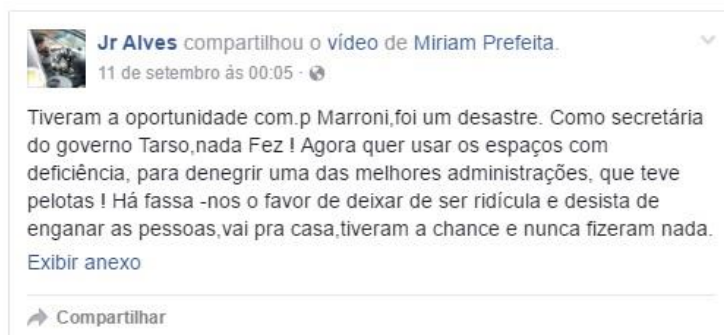 Jr Alves compartilhou o vídeo de Miriam Prefeita.
11 de setembro ás 00:05 ·
Tiveram a oportunidade com.p Marroni,foi um desastre. Como secretária
do governo Tarso,nada Fez ! Agora quer usar os espaços com
deficiência, para denegrir uma das melhores administrações, que teve
pelotas ! Há fassa -nos o favor de deixar de ser ridícula e desista de
enganar as pessoas,vai pra casa,tiveram a chance e nunca fizeram nada.
Exibir anexo
Compartilhar